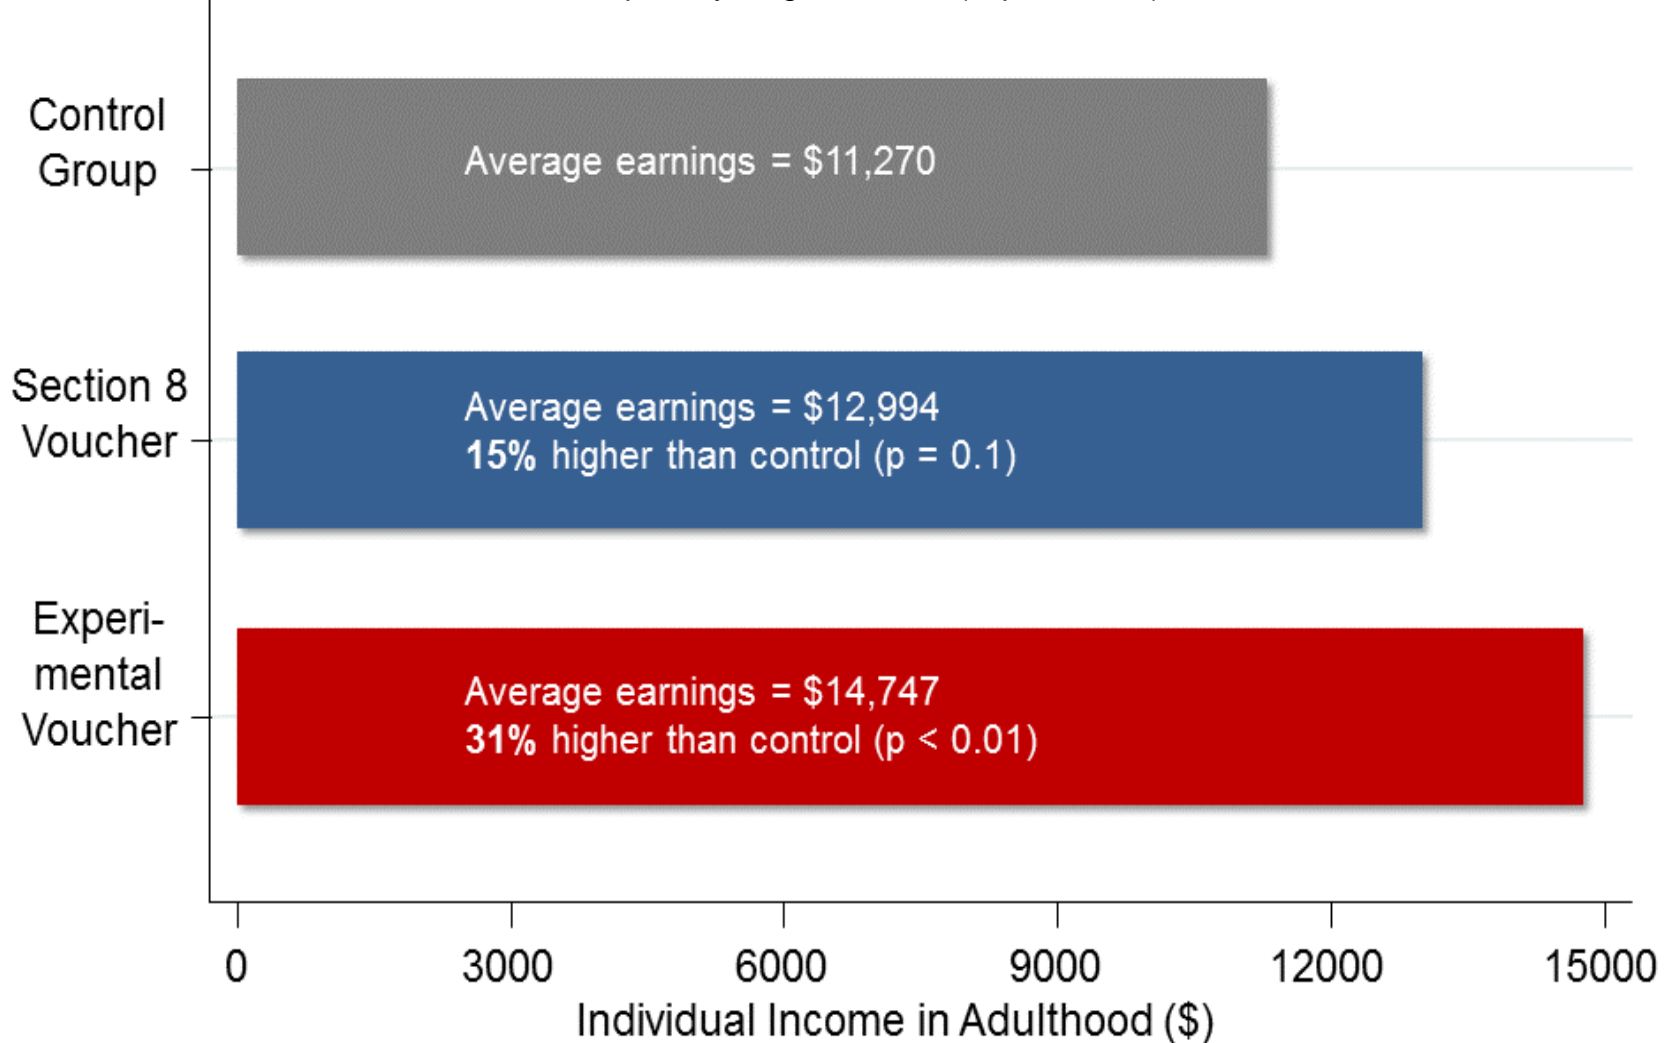 Control
Group
Average earnings = $11,270
Section 8
Voucher
Average earnings = $12,994
15% higher than control (p = 0.1)
Experi-
mental
Voucher
Average earnings = $14,747
31% higher than control (p < 0.01)
0 3000 6000 9000 12000 15000
Individual Income in Adulthood ($)